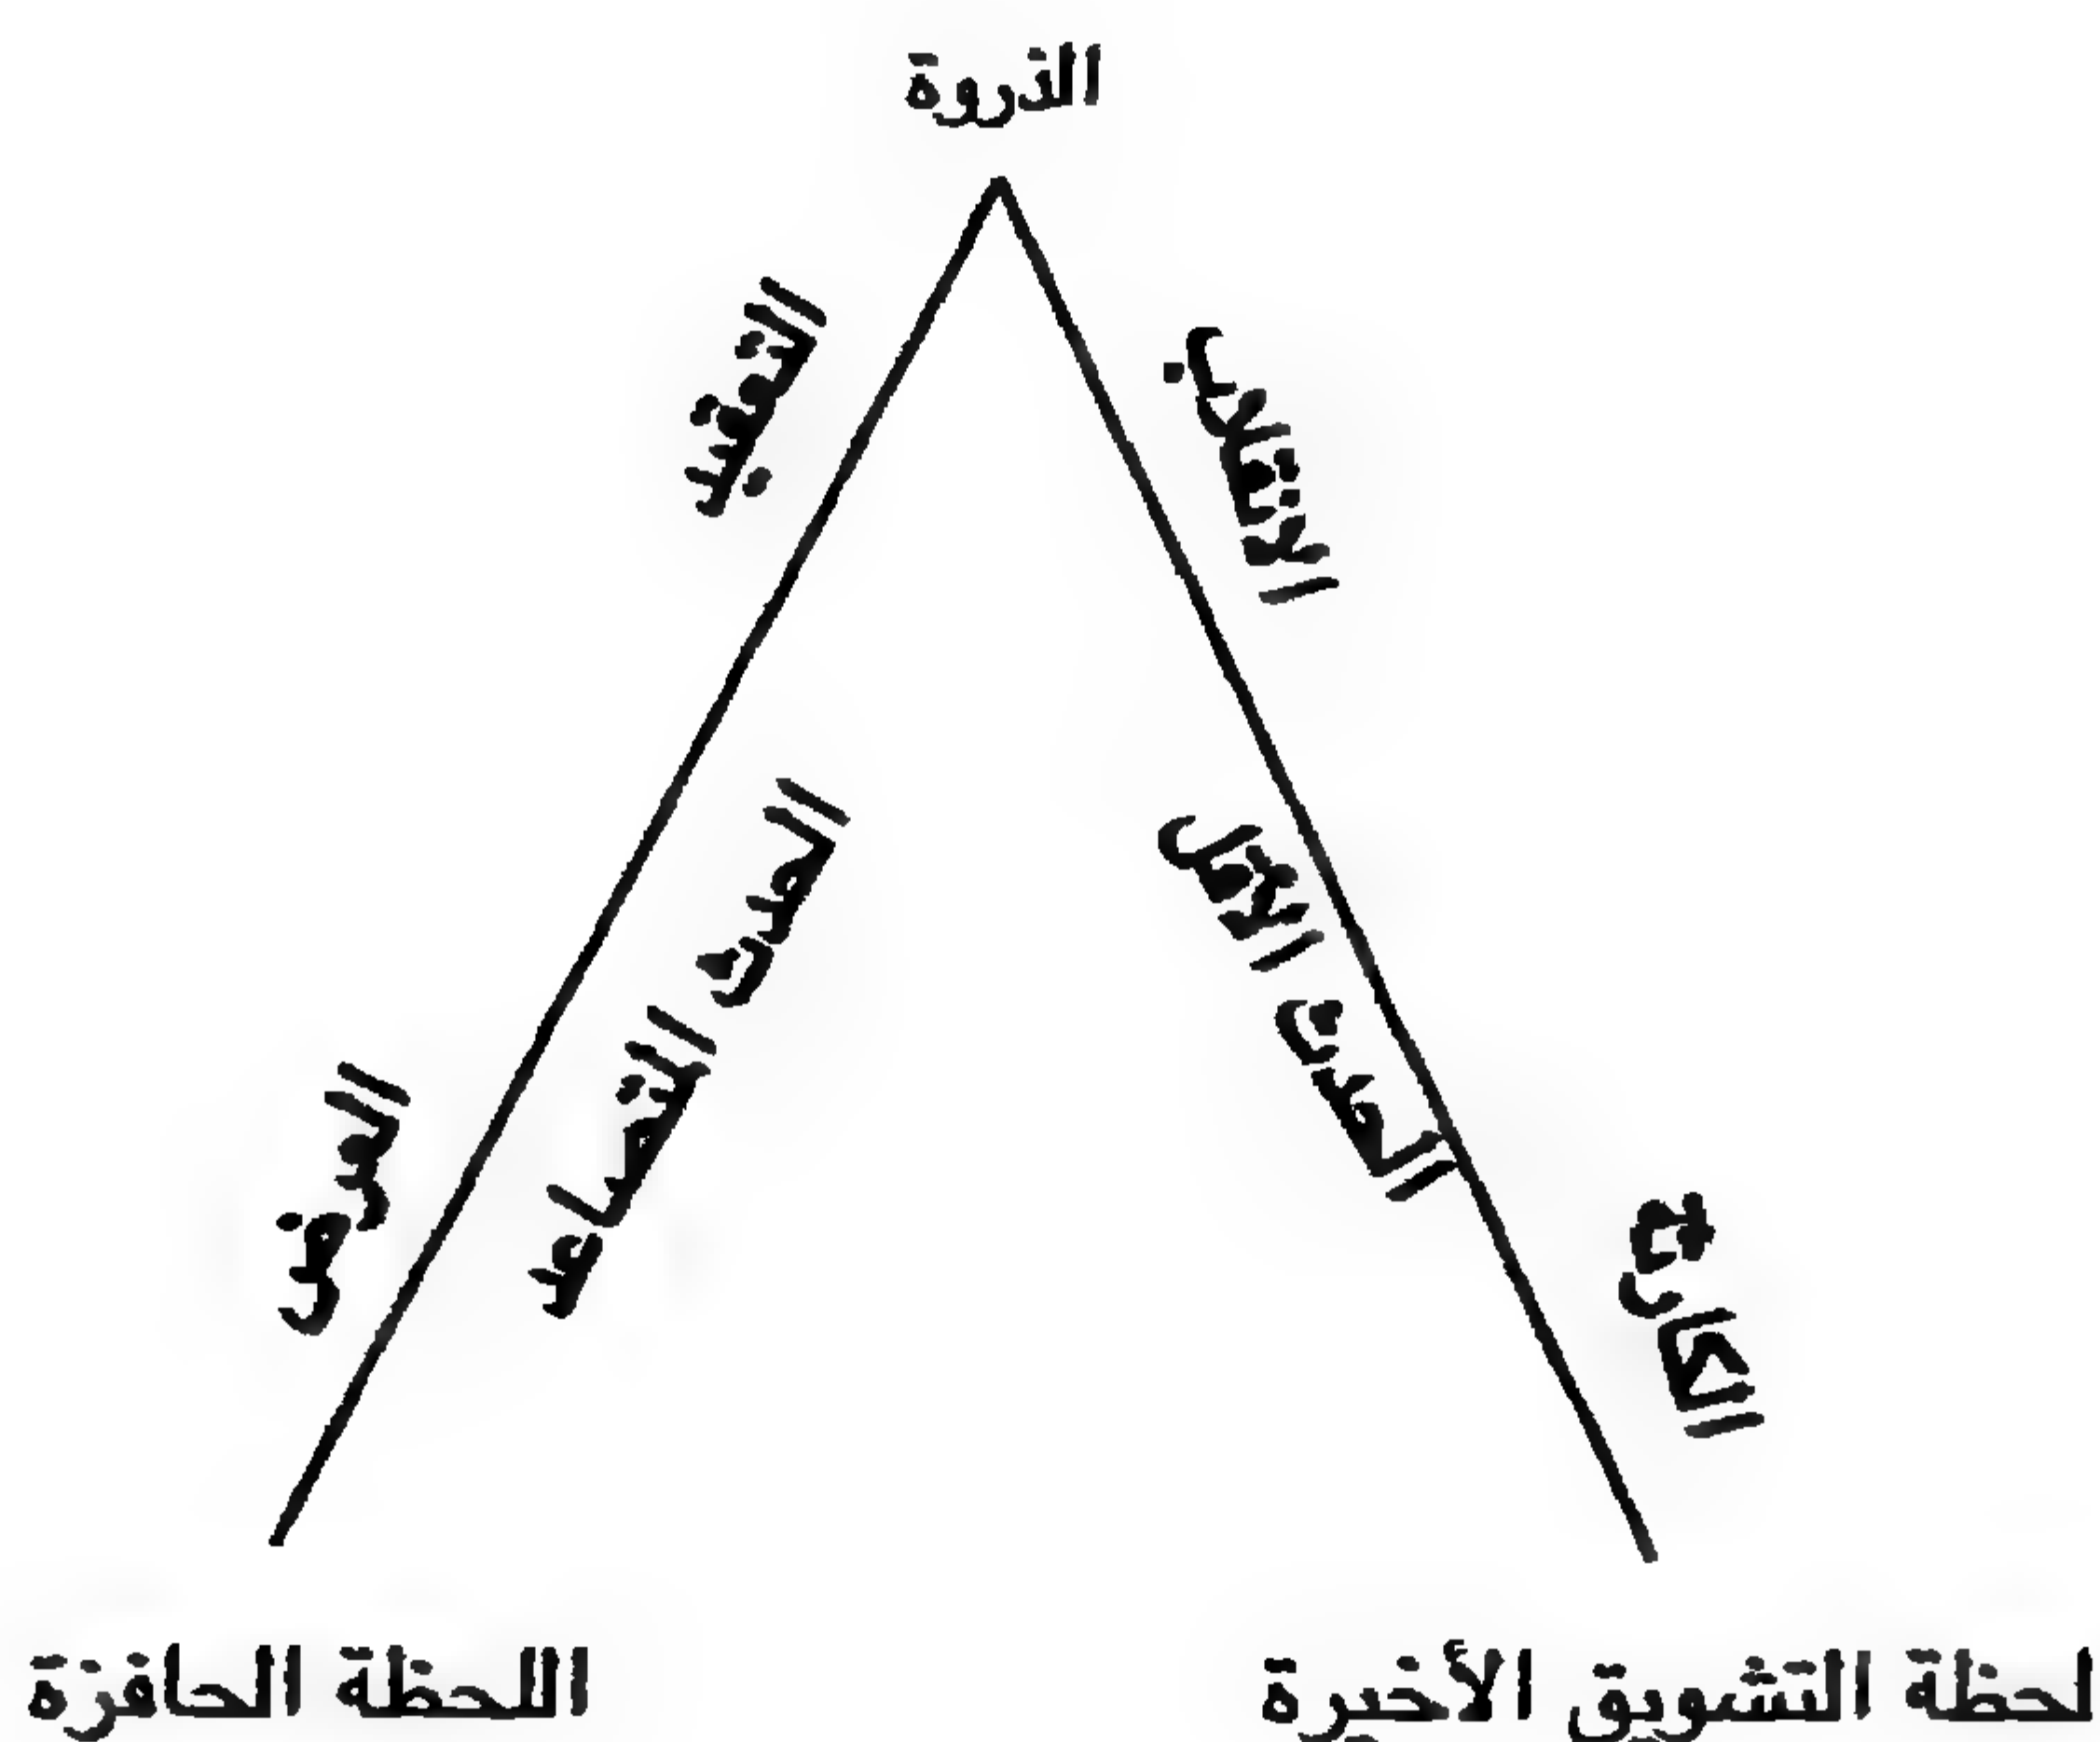 الذروة
التعقيد
الانقلاب
الحدث المتصاعد
الحدث الآفل
العرض
الكارثة
اللحظة الحافزة
لحظة التشويق الأخيرة